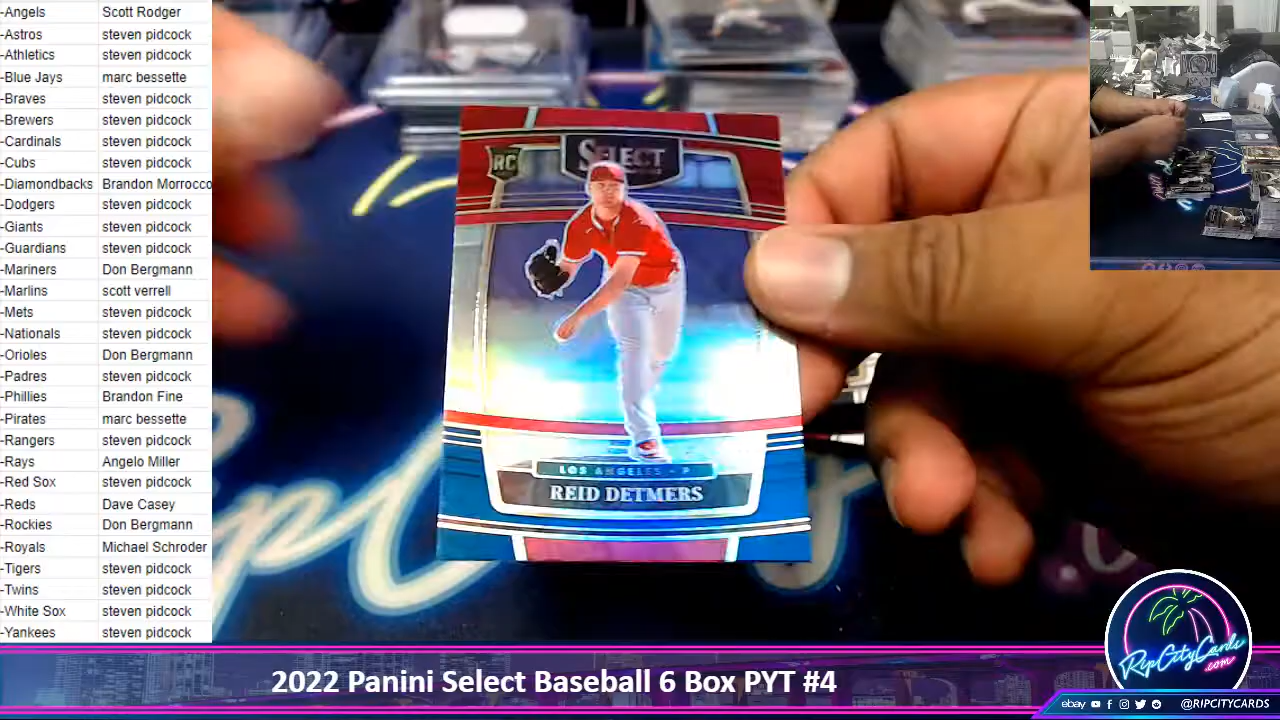 -Angels Scott Rodger
-Astros steven pidcock
-Athletics steven pidcock
-Blue Jays marc bessette
-Braves steven pidcock
-Brewers steven pidcock
-Cardinals steven pidcock
-Cubs steven pidcock
-Diamondbacks Brandon Morrocco
-Dodgers steven pidcock
-Giants steven pidcock
-Guardians steven pidcock
-Mariners Don Bergmann
-Marlins scott verrell
-Mets steven pidcock
-Nationals steven pidcock
-Orioles Don Bergmann
-Padres steven pidcock
-Phillies Brandon Fine
-Pirates marc bessette
-Rangers steven pidcock
-Rays Angelo Miller
-Red Sox steven pidcock
-Reds Dave Casey
-Rockies Don Bergmann
-Royals Michael Schroder
-Tigers steven pidcock
-Twins steven pidcock
-White Sox steven pidcock
-Yankees steven pidcock
RC
SELECT
LOS ANGELES - P
REID DETMERS
RipCityCards
.com
2022 Panini Select Baseball 6 Box PYT #4
ebay @RIPCITYCARDS